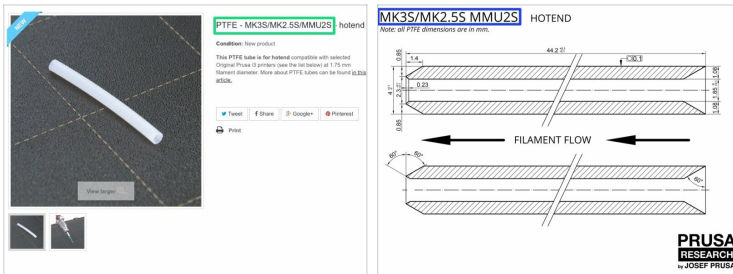 NEW
PTFE - MK3S/MK2.5S/MMU2S - hotend
Condition: New product
This PTFE tube is for hotend compatible with selected
Original Prusa i3 printers (see the list below) at 1.75 mm
filament diameter. More about PTFE tubes can be found in this
article.
Tweet
Share
Google+
Pinterest
Print
View larger
MK3S/MK2.5S MMU2S HOTEND
Note: all PTFE dimensions are in mm.
44.2
0.85
1.4
0.1
0.23
4
2.3
1.08
1.85
1.08
0.85
FILAMENT FLOW
60°
60°
60°
PRUSA
RESEARCH
by JOSEF PRUSA